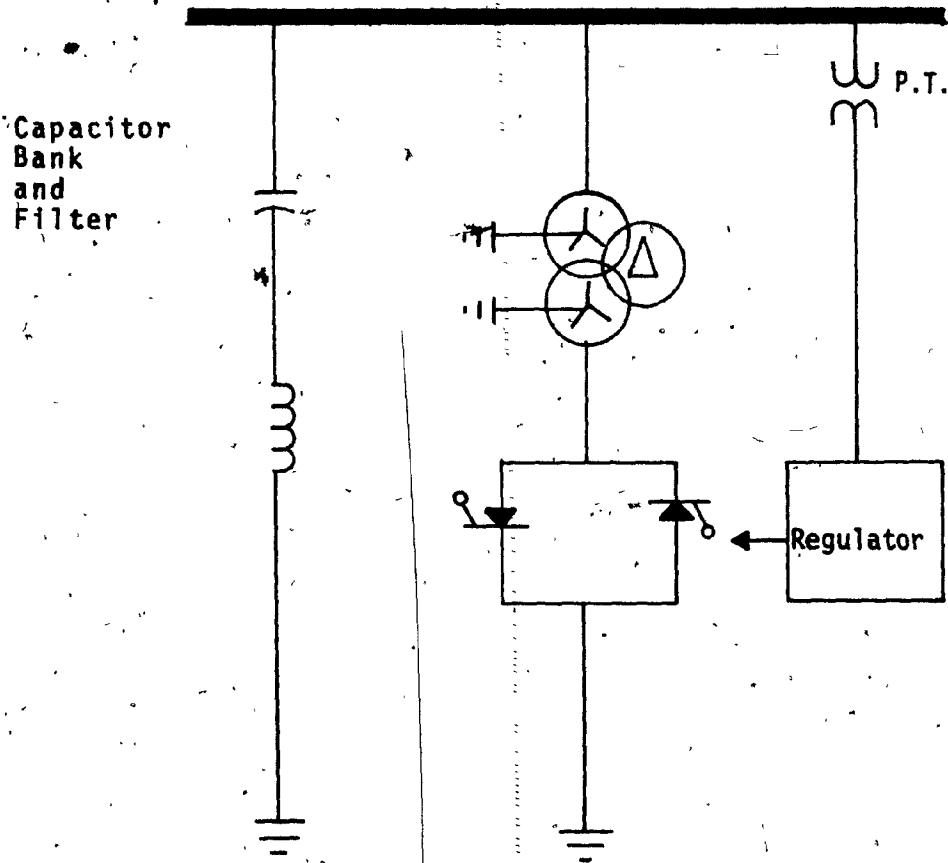 P.T.
Capacitor
Bank
and
Filter
Δ
Regulator